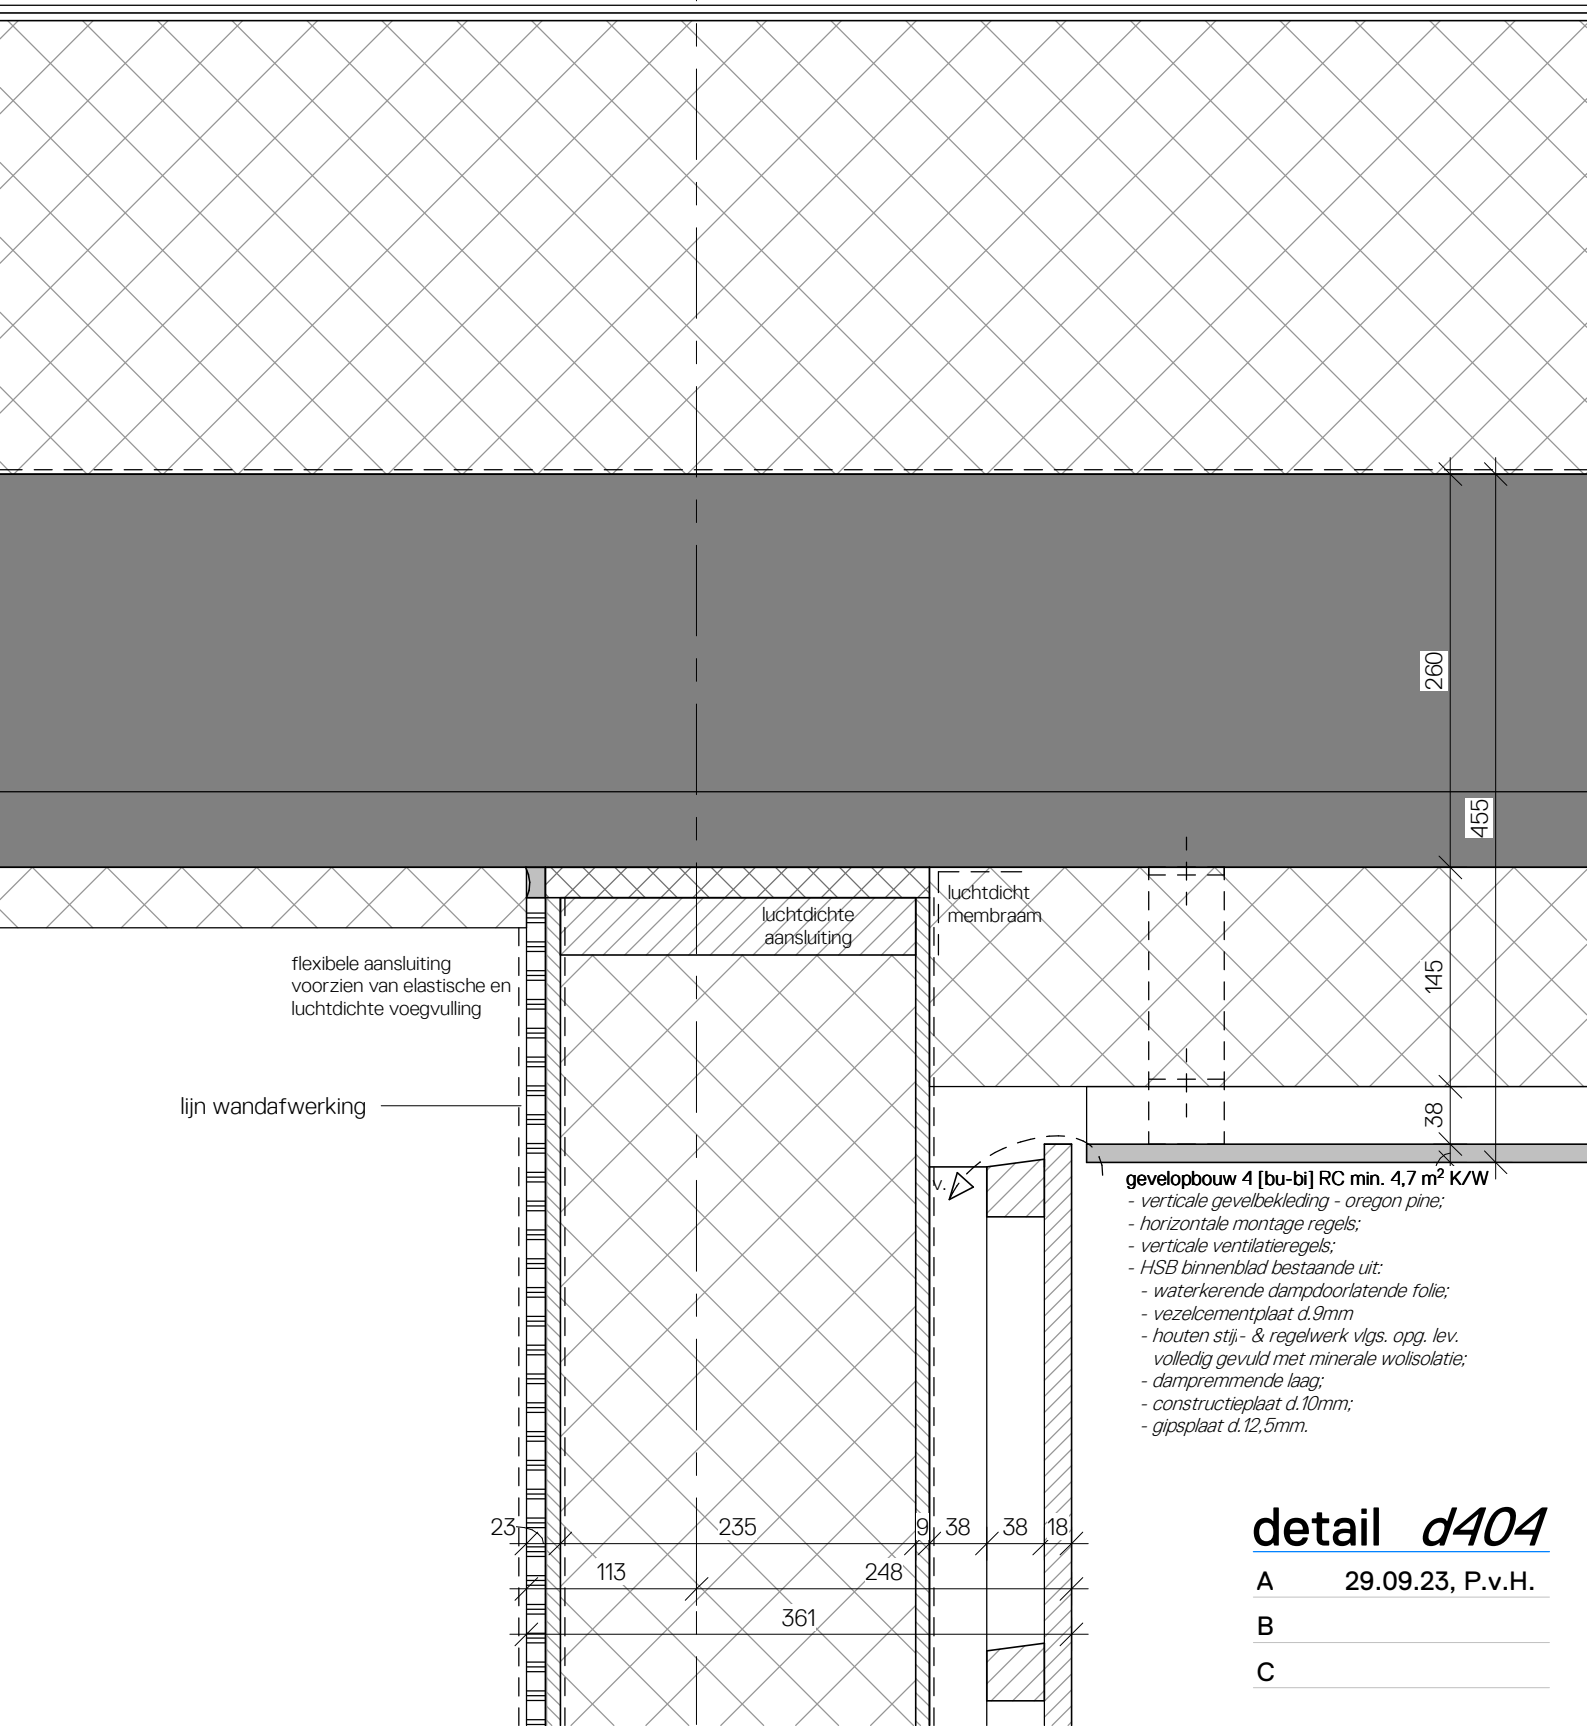 260
455
luchtdicht
membraam
luchtdichte
aansluiting
flexibele aansluiting
voorzien van elastische en
luchtdichte voegvulling
145
lijn wandafwerking
38
v.
gevelopbouw 4 [bu-bi] RC min. 4,7 m² K/W
- verticale gevelbekleding - oregon pine;
- horizontale montage regels;
- verticale ventilatieregels;
- HSB binnenblad bestaande uit:
- waterkerende dampdoorlatende folie;
- vezelcementplaat d.9mm
- houten stijl- & regelwerk vlgs. opg. lev.
volledig gevuld met minerale wolisolatie;
- dampremmende laag;
- constructieplaat d.10mm;
- gipsplaat d.12,5mm.
23 235 9 38 38 18
113 248
361
detail d404
A 29.09.23, P.v.H.
B
C